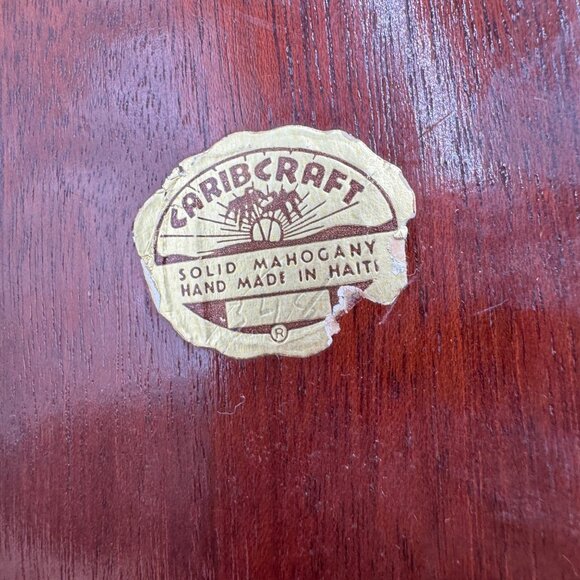 CARIBCRAFT
SOLID MAHOGANY
HAND MADE IN HAITI
®